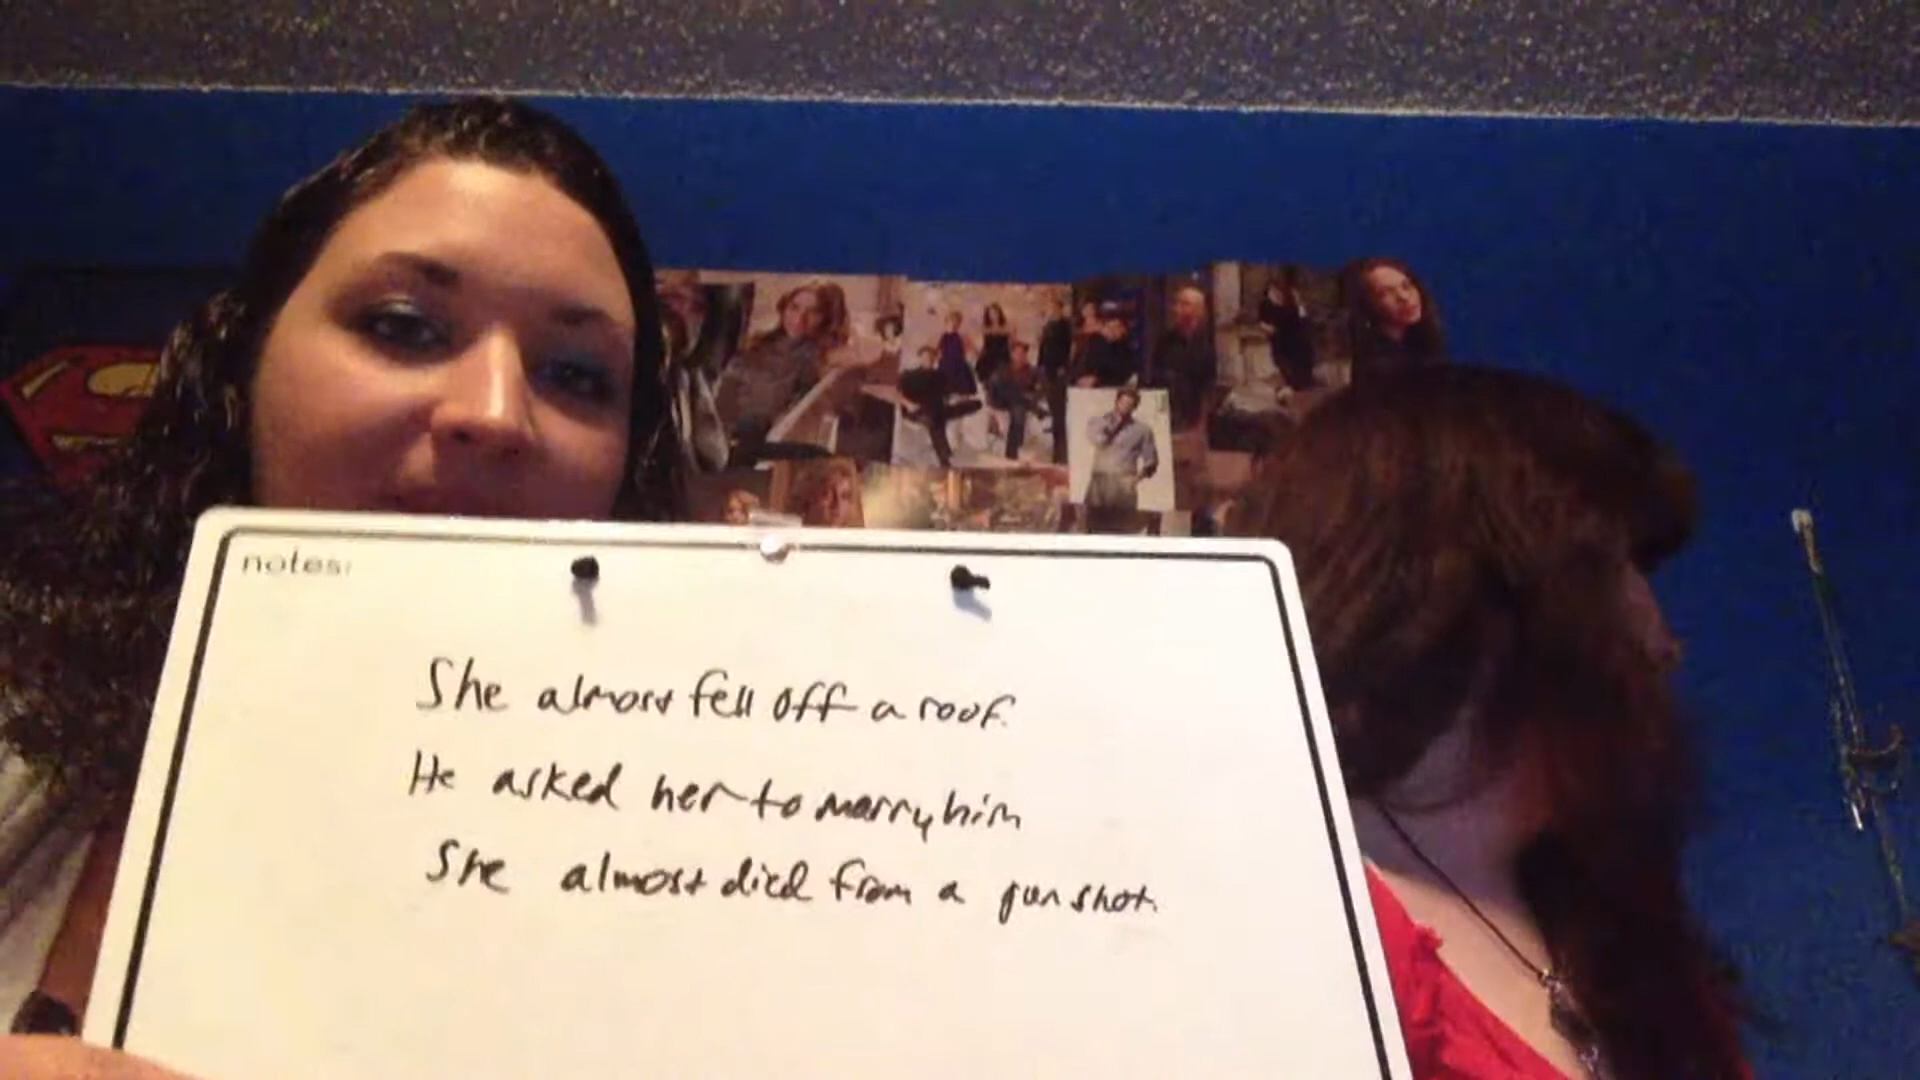 notes:
She almost fell off a roof.
He asked her to marry him
She almost died from a gun shot.